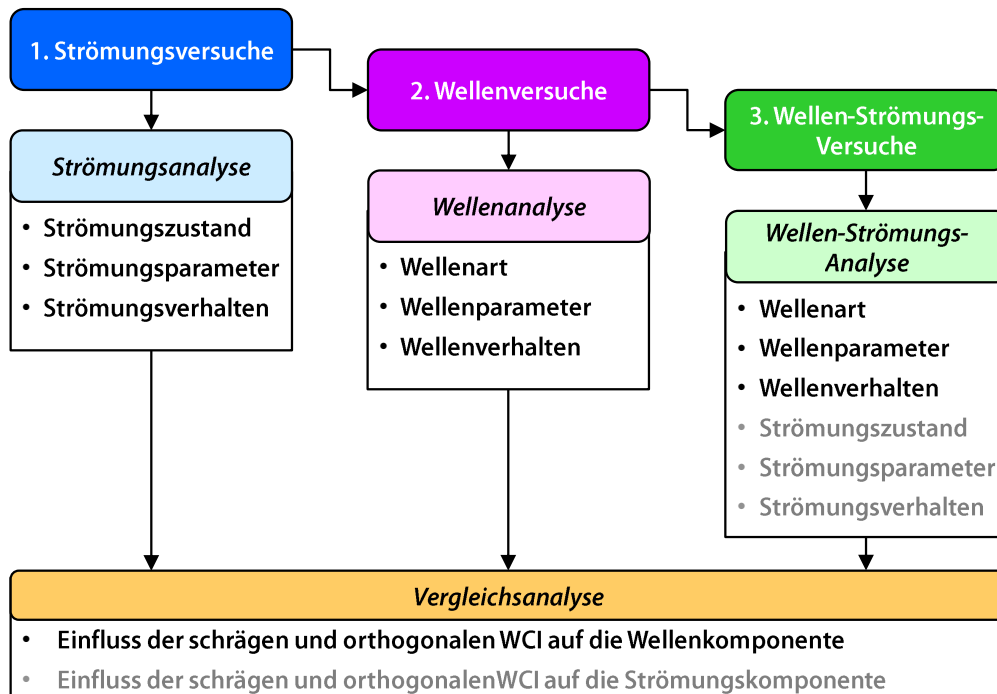 1. Strömungsversuche
Strömungsanalyse
• Strömungszustand
• Strömungsparameter
• Strömungsverhalten
2. Wellenversuche
Wellenanalyse
• Wellenart
• Wellenparameter
• Wellenverhalten
3. Wellen-Strömungs-
Versuche
Wellen-Strömungs-
Analyse
• Wellenart
• Wellenparameter
• Wellenverhalten
• Strömungszustand
• Strömungsparameter
• Strömungsverhalten
Vergleichsanalyse
• Einfluss der schrägen und orthogonalen WCI auf die Wellenkomponente
• Einfluss der schrägen und orthogonalenWCI auf die Strömungskomponente